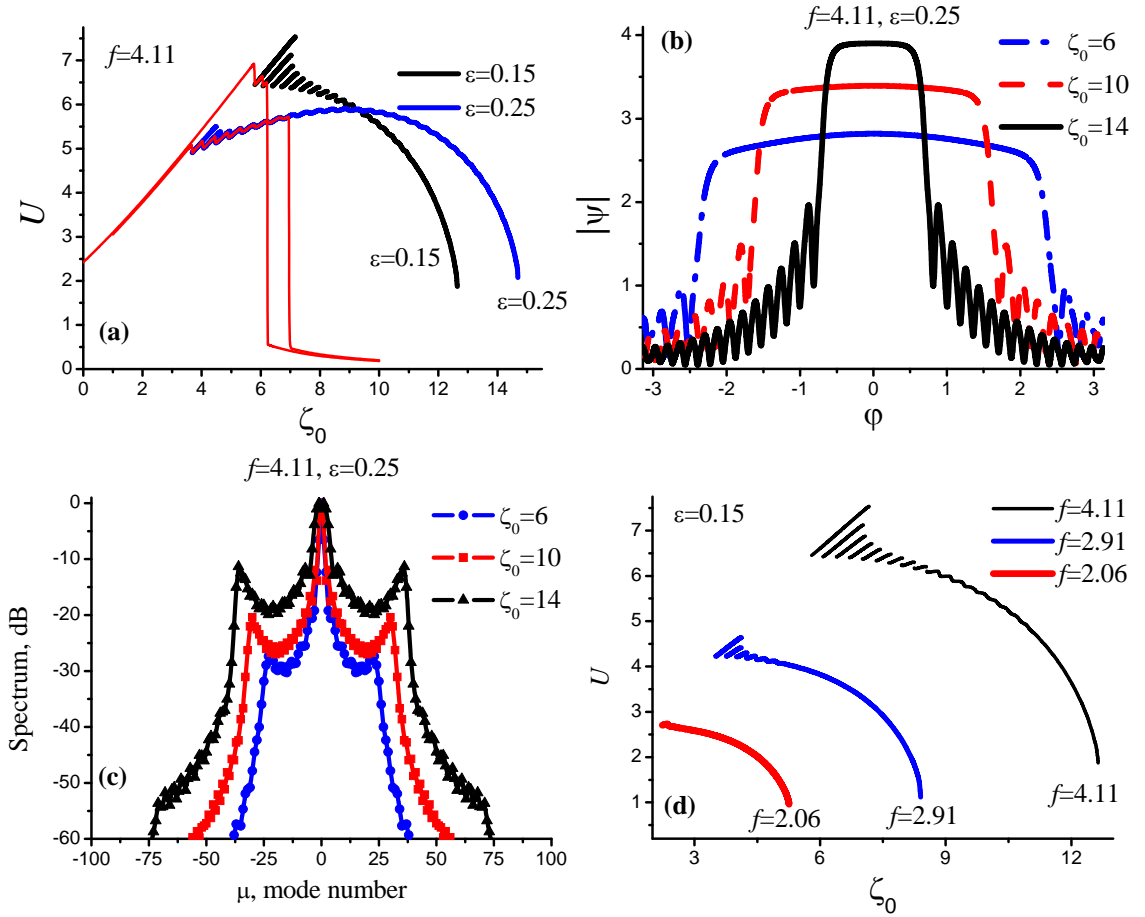 f=4.11
ε=0.15
ε=0.25
ε=0.15
ε=0.25
(a)
U
7
6
5
4
3
2
1
0
0 2 4 6 8 10 12 14
ζ0
f=4.11, ε=0.25
(b)
ζ0=6
ζ0=10
ζ0=14
|ψ|
4
3
2
1
0
-3 -2 -1 0 1 2 3
φ
f=4.11, ε=0.25
ζ0=6
ζ0=10
ζ0=14
(c)
Spectrum, dB
0
-10
-20
-30
-40
-50
-60
-100 -75 -50 -25 0 25 50 75 100
μ, mode number
ε=0.15
f=4.11
f=2.91
f=2.06
(d)
U
7
6
5
4
3
2
1
f=2.06
f=2.91
f=4.11
3 6 9 12
ζ0